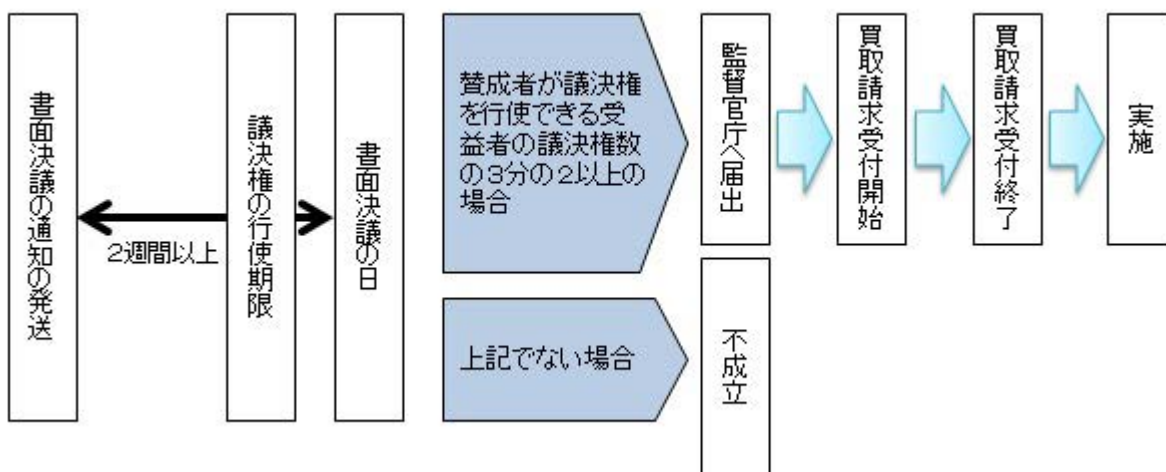 書面決議の通知の発送
2週間以上
議決権の行使期限
書面決議の日
賛成者が議決権
を行使できる受
益者の議決権数
の3分の2以上の
場合
監督官庁へ届出
買取請求受付開始
買取請求受付終了
実施
上記でない場合
不成立